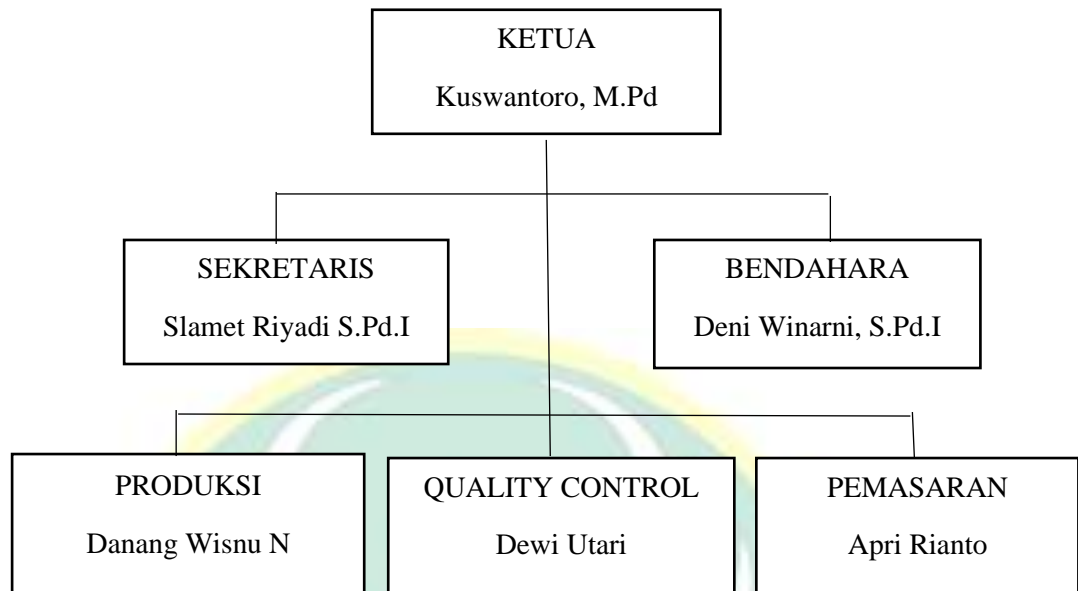 KETUA
Kuswantoro, M.Pd
SEKRETARIS
Slamet Riyadi S.Pd.I
BENDAHARA
Deni Winarni, S.Pd.I
PRODUKSI
Danang Wisnu N
QUALITY CONTROL
Dewi Utari
PEMASARAN
Apri Rianto